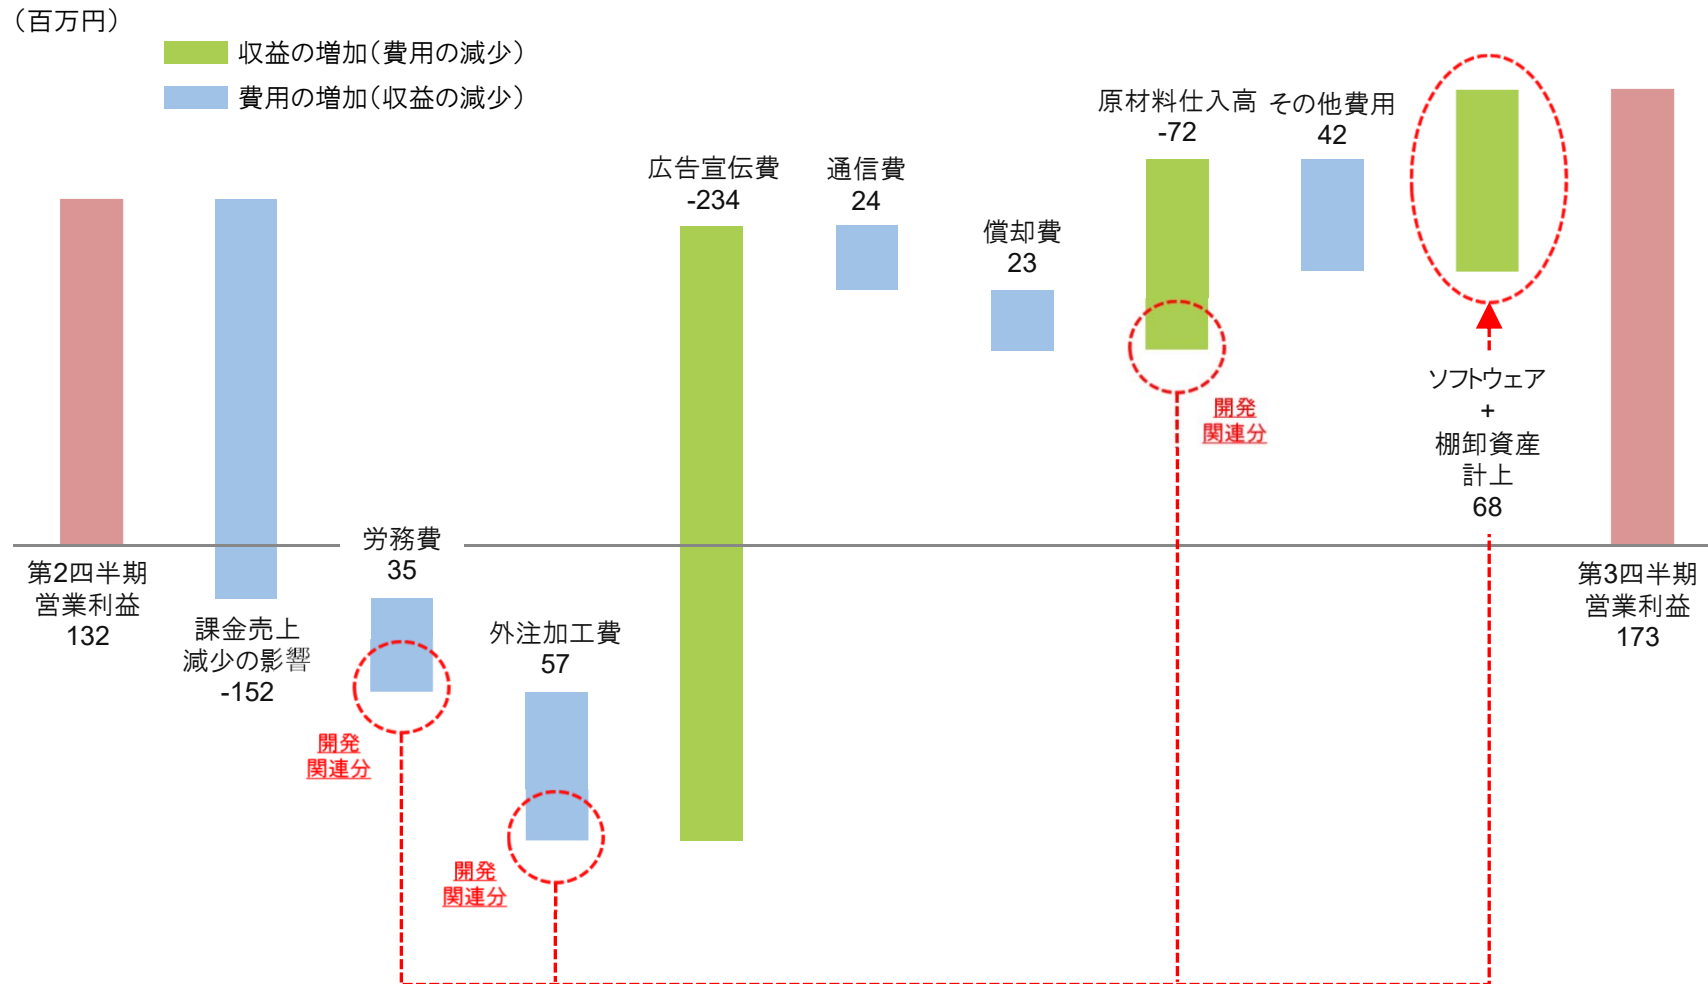 （百万円）
収益の増加（費用の減少）
費用の増加（収益の減少）
第2四半期
営業利益
132
課金売上
減少の影響
-152
労務費
35
開発
関連分
外注加工費
57
開発
関連分
広告宣伝費
-234
通信費
24
償却費
23
原材料仕入高
-72
開発
関連分
その他費用
42
ソフトウェア
+
棚卸資産
計上
68
第3四半期
営業利益
173